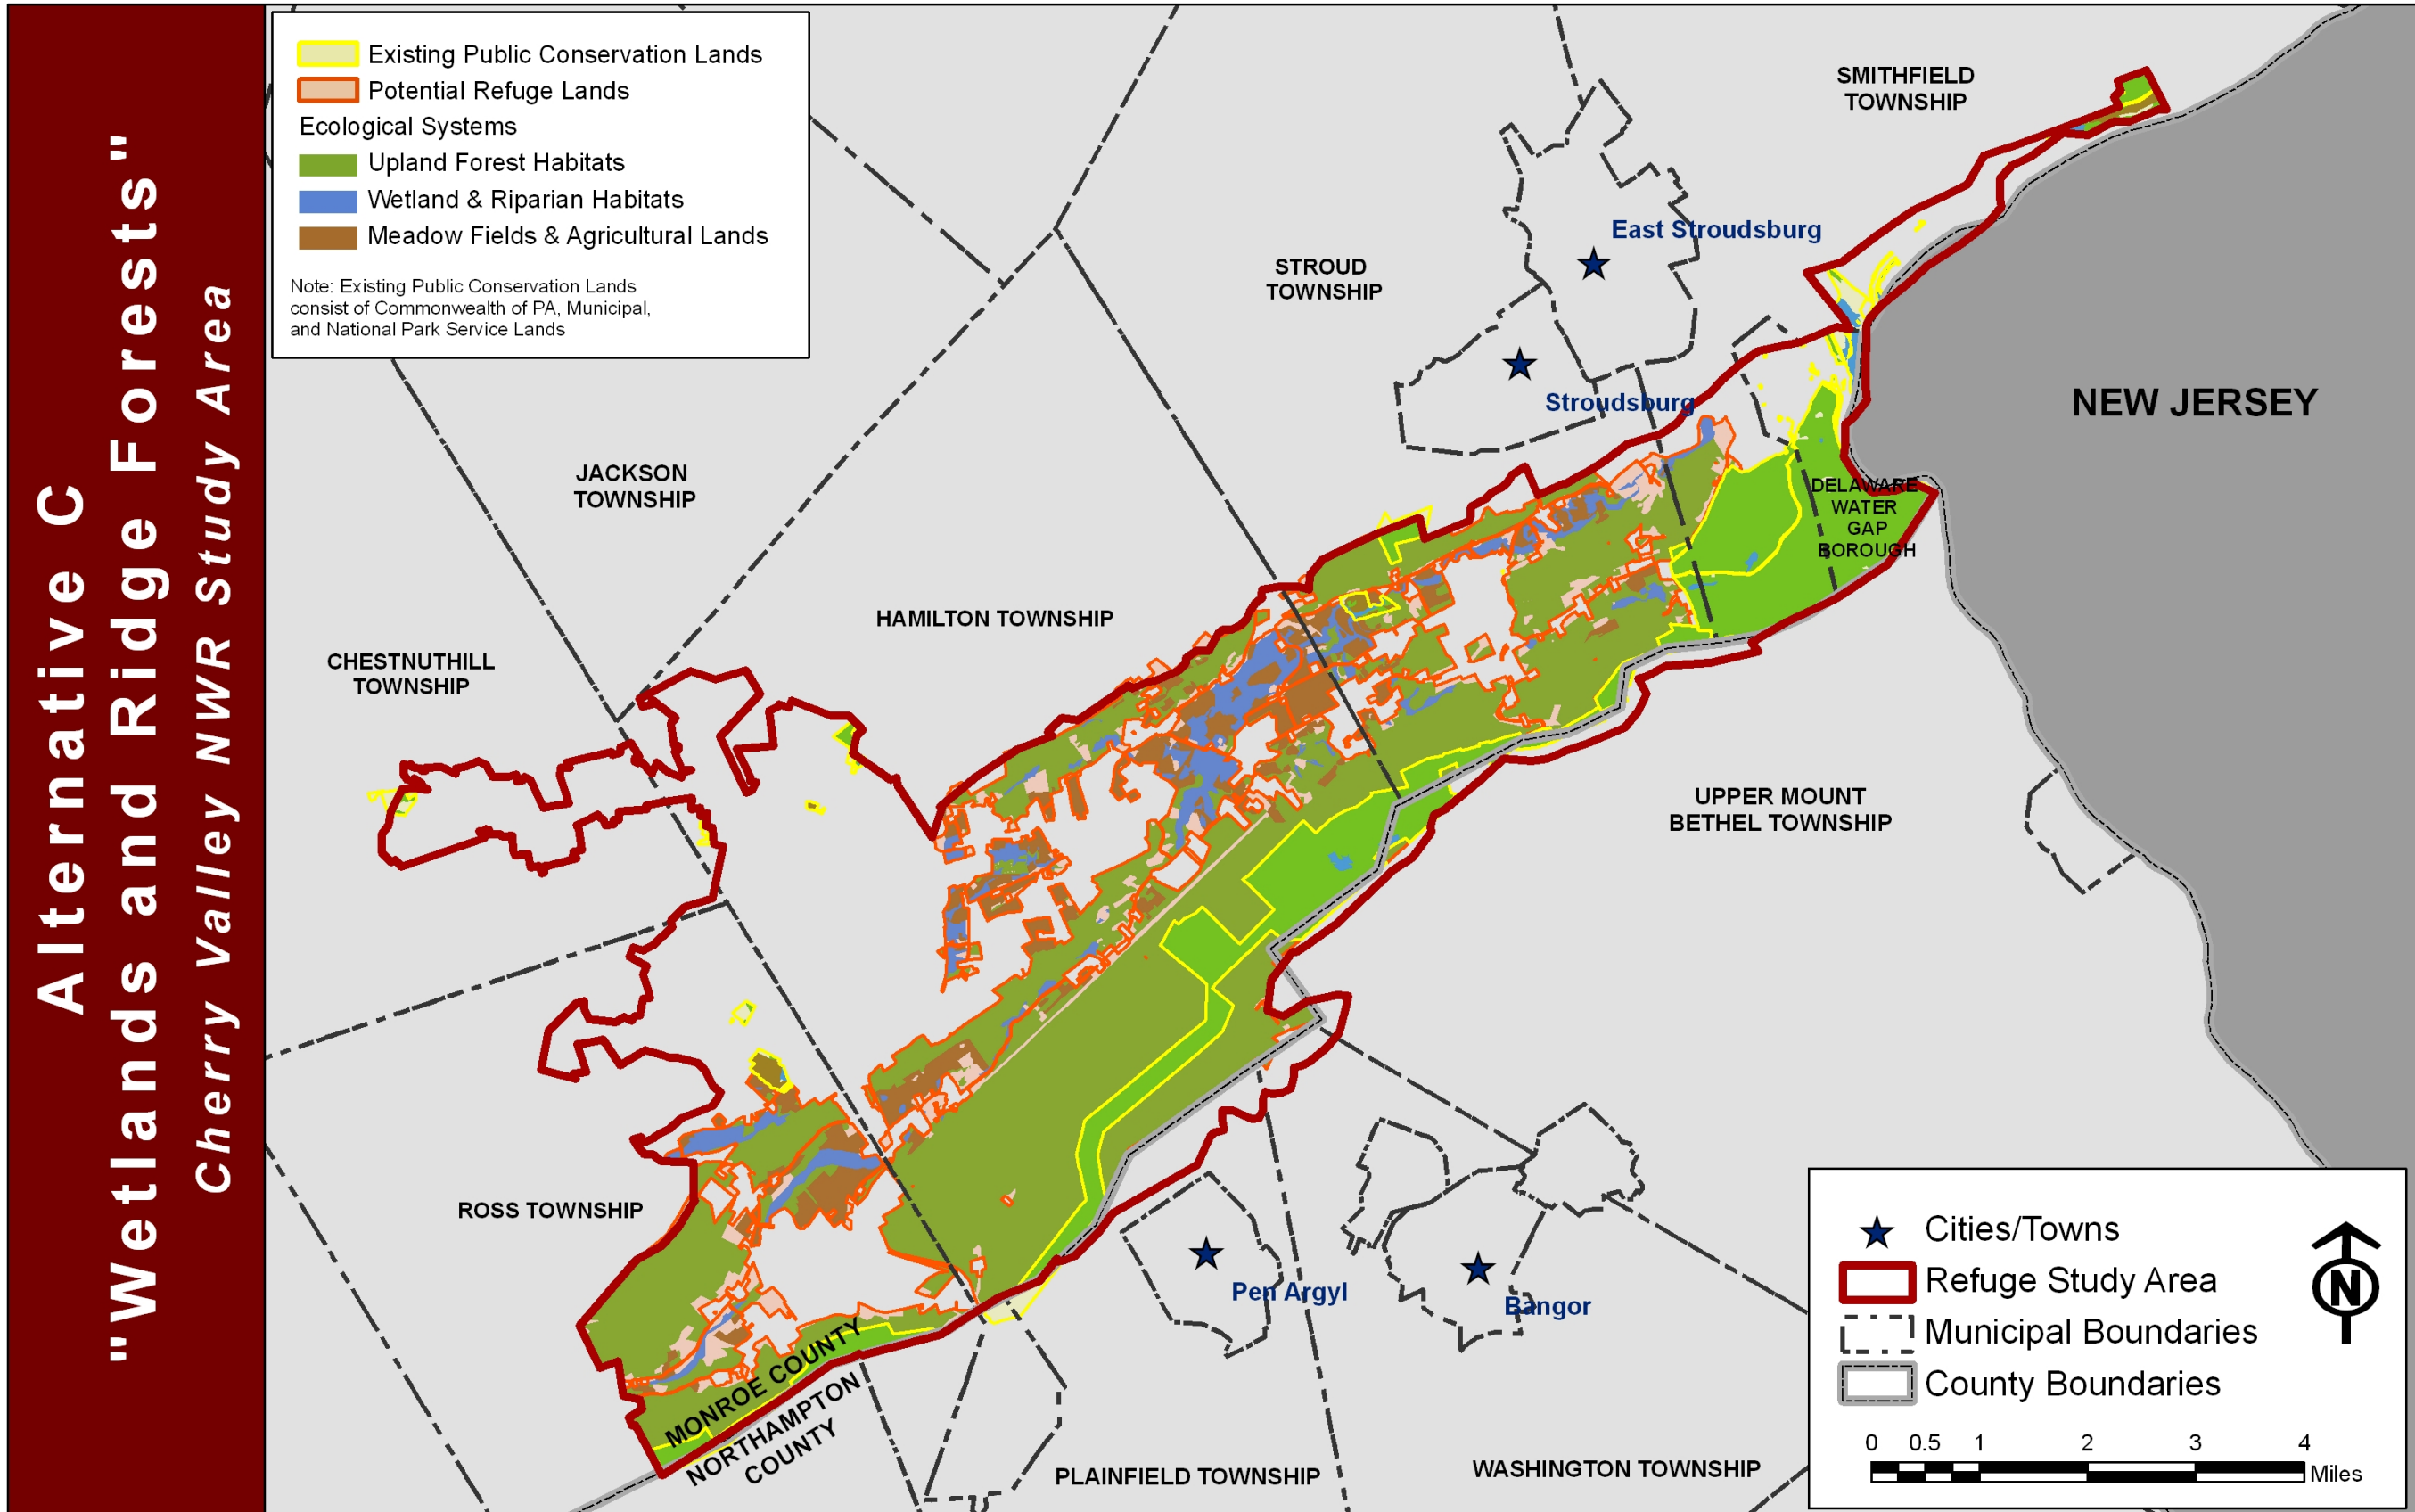 Alternative C
"Wetlands and Ridge Forests"
Cherry Valley NWR Study Area
Existing Public Conservation Lands
Potential Refuge Lands
Ecological Systems
Upland Forest Habitats
Wetland & Riparian Habitats
Meadow Fields & Agricultural Lands
Note: Existing Public Conservation Lands
consist of Commonwealth of PA, Municipal,
and National Park Service Lands
SMITHFIELD
TOWNSHIP
East Stroudsburg
STROUD
TOWNSHIP
Stroudsburg
NEW JERSEY
JACKSON
TOWNSHIP
DELAWARE
WATER
GAP
BOROUGH
HAMILTON TOWNSHIP
CHESTNUTHILL
TOWNSHIP
UPPER MOUNT
BETHEL TOWNSHIP
ROSS TOWNSHIP
Pen Argyl
Bangor
MONROE COUNTY
NORTHAMPTON
COUNTY
PLAINFIELD TOWNSHIP
WASHINGTON TOWNSHIP
Cities/Towns
Refuge Study Area
Municipal Boundaries
County Boundaries
N
0 0.5 1 2 3 4
Miles